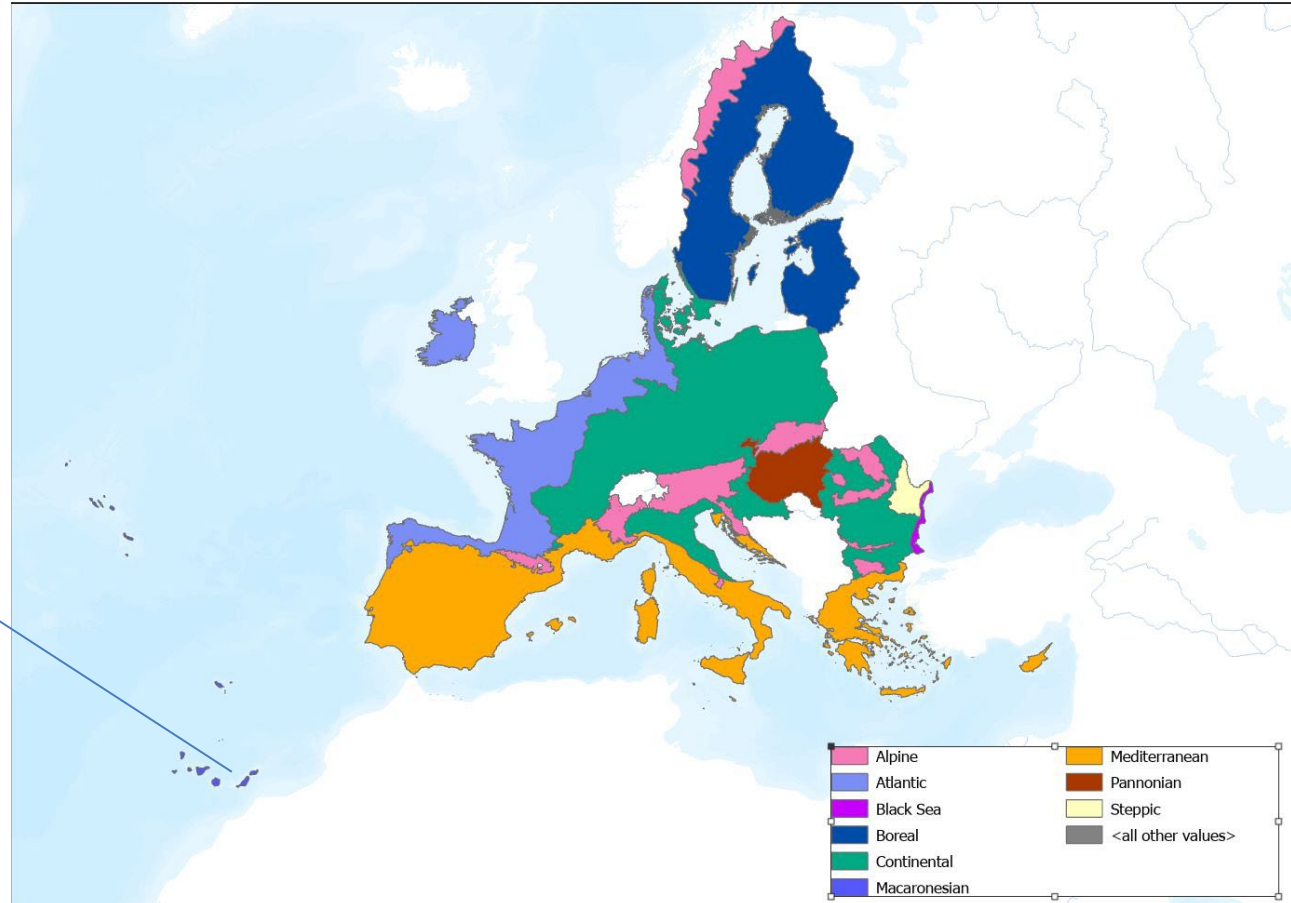 Alpine
Atlantic
Black Sea
Boreal
Continental
Macaronesian
Mediterranean
Pannonian
Steppic
<all other values>